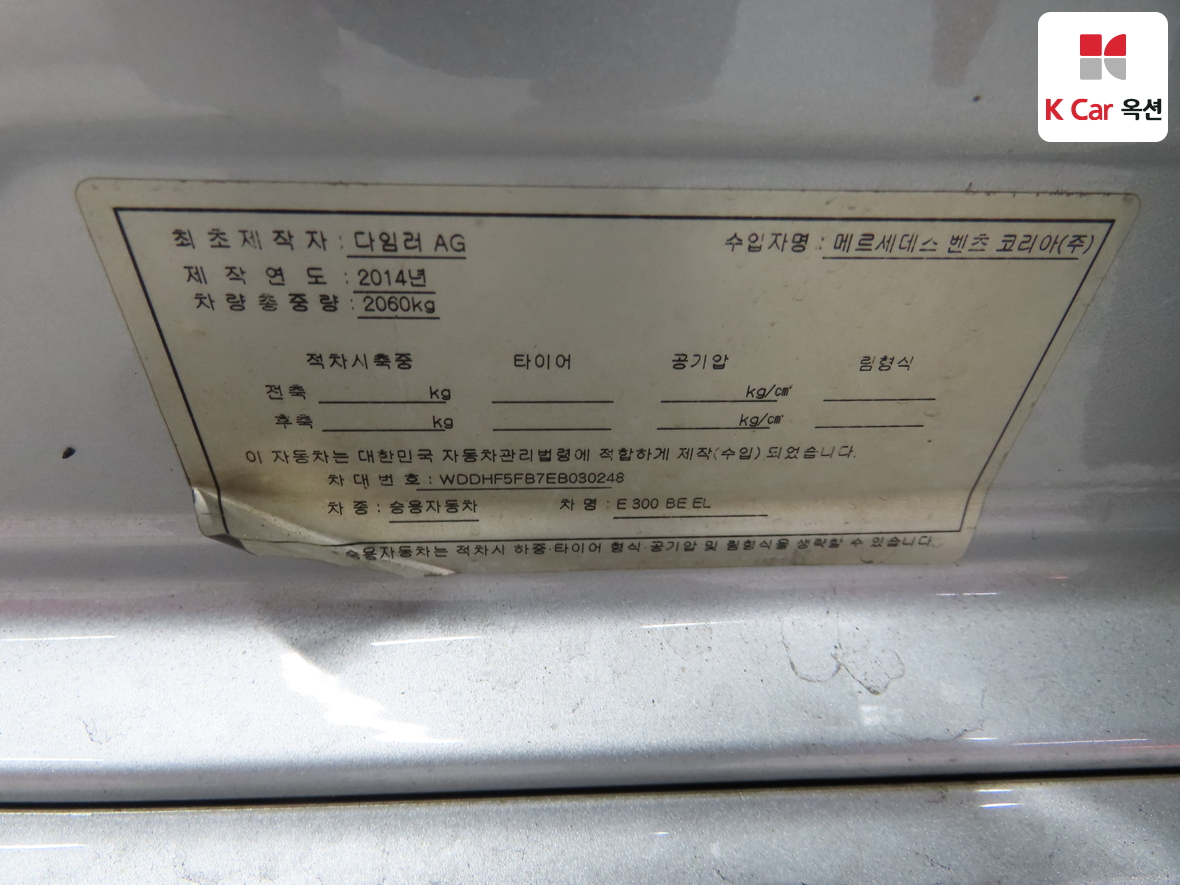 K Car 옥션
최초제작자 : 다임러 AG 수입자명 : 메르세데스 벤츠 코리아(주)
제작연도 : 2014년
차량총중량 : 2060kg
적차시축중 타이어 공기압 림형식
전축 kg kg/㎠
후축 kg kg/㎠
이 자동차는 대한민국 자동차관리법령에 적합하게 제작(수입) 되었습니다.
차대번호 : WDDHF5FB7EB030248
차종 : 승용자동차 차명 : E 300 BE EL
승용자동차는 적차시 하중·타이어 형식·공기압 및 림형식을 생략할 수 있습니다.